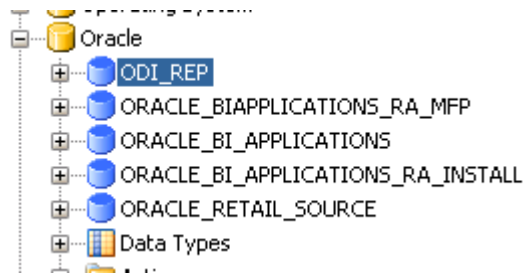 Oracle
ODI_REP
ORACLE_BIAPPLICATIONS_RA_MFP
ORACLE_BI_APPLICATIONS
ORACLE_BI_APPLICATIONS_RA_INSTALL
ORACLE_RETAIL_SOURCE
Data Types